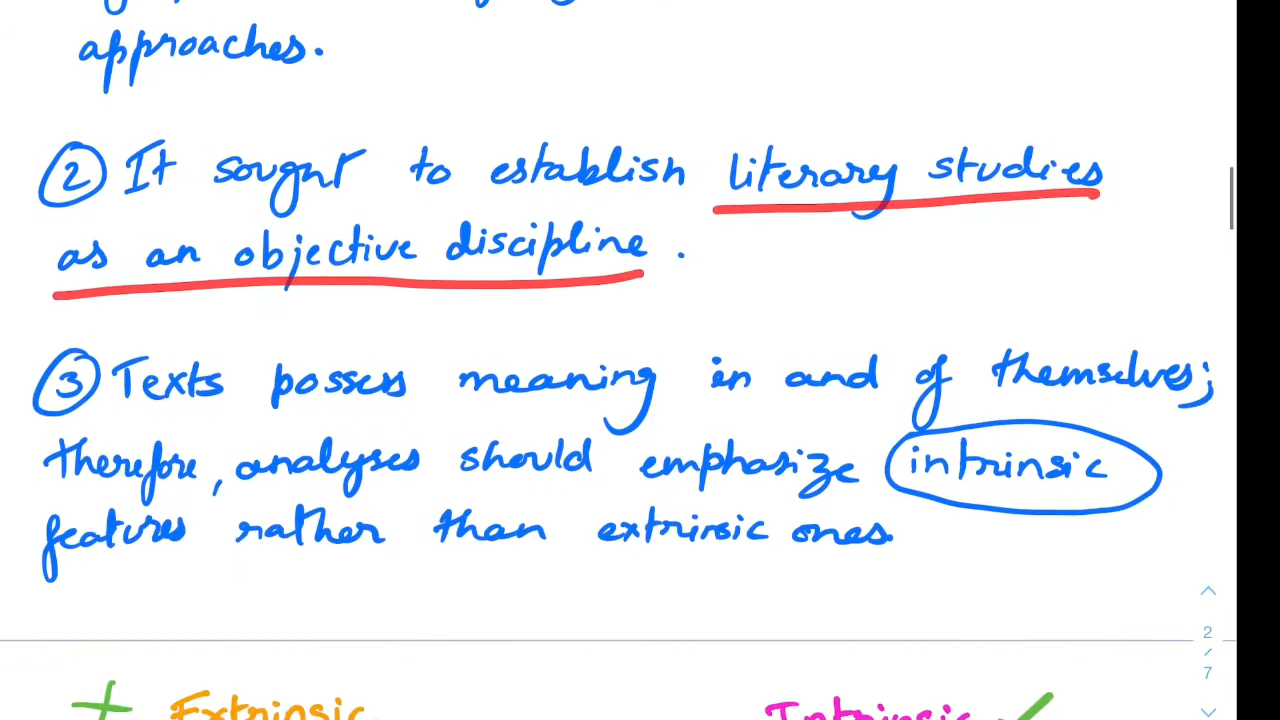 approaches.
② It sought to establish literary studies
as an objective discipline.
③ Texts possess meaning in and of themselves;
therefore, analyses should emphasize intrinsic
features rather than extrinsic ones.
2
/
7
Extrinsic Intrinsic